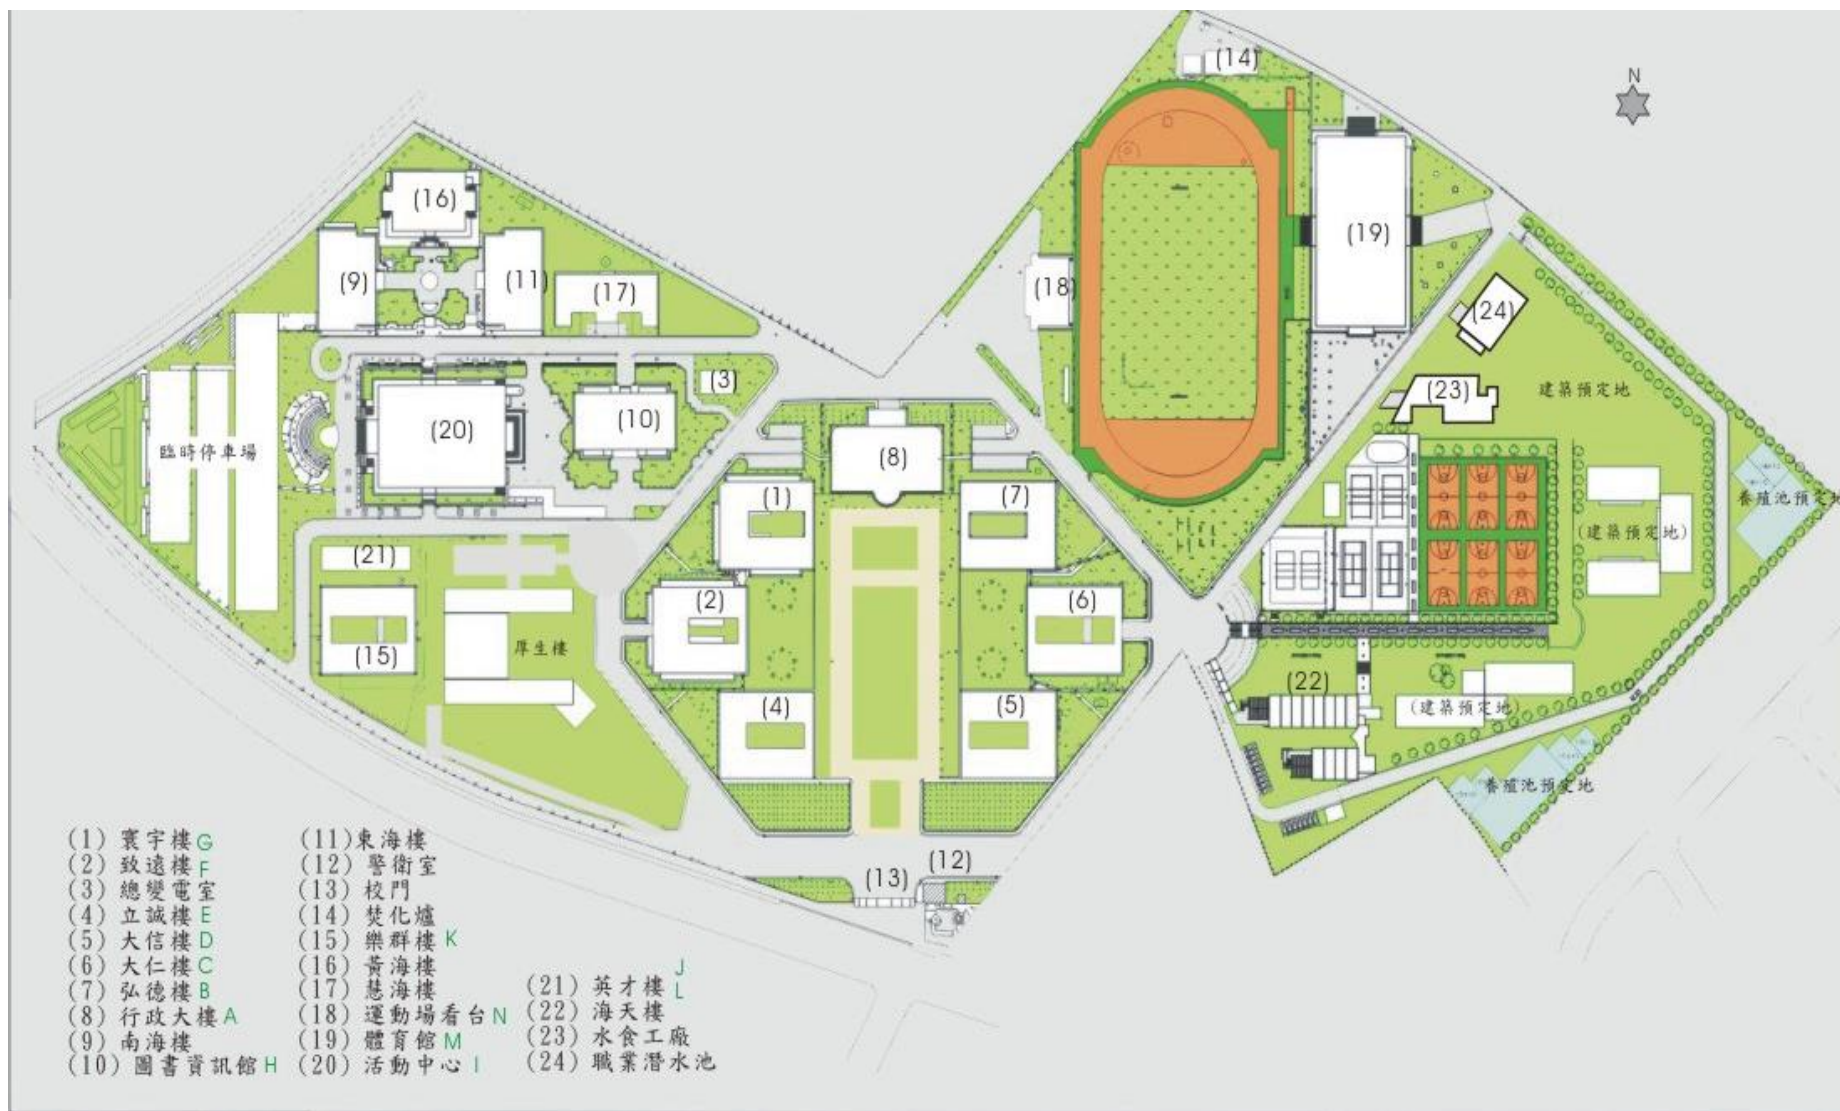 N
(14)
(16)
(19)
(9)
(11)
(17)
(18)
(24)
(3)
(23)
建築預定地
(20)
(10)
臨時停車場
(8)
(1)
(7)
養殖池預定地
(建築預定地)
(21)
(2)
(6)
(15)
厚生樓
(22)
(4)
(5)
(建築預定地)
養殖池預定地
(12)
(13)
(1) 寰宇樓 G
(2) 致遠樓 F
(3) 總變電室
(4) 立誠樓 E
(5) 大信樓 D
(6) 大仁樓 C
(7) 弘德樓 B
(8) 行政大樓 A
(9) 南海樓
(10) 圖書資訊館 H
(11) 東海樓
(12) 警衛室
(13) 校門
(14) 焚化爐
(15) 樂群樓 K
(16) 黃海樓
(17) 慧海樓
(18) 運動場看台 N
(19) 體育館 M
(20) 活動中心 I
J
(21) 英才樓 L
(22) 海天樓
(23) 水食工廠
(24) 職業潛水池